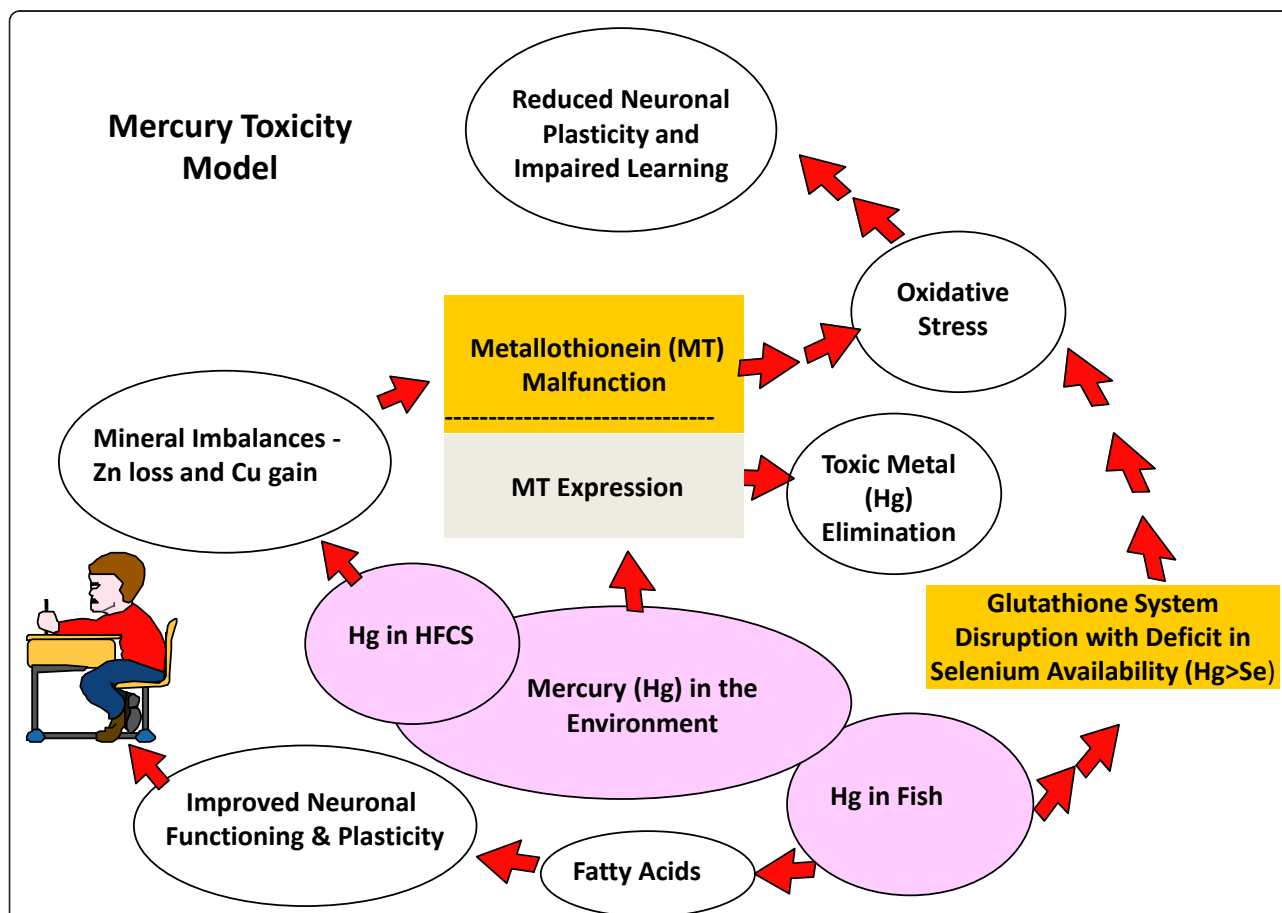 Mercury Toxicity
Model
Reduced Neuronal
Plasticity and
Impaired Learning
Oxidative
Stress
Metallothionein (MT)
Malfunction
-------------------------------
MT Expression
Mineral Imbalances -
Zn loss and Cu gain
Toxic Metal
(Hg)
Elimination
Glutathione System
Disruption with Deficit in
Selenium Availability (Hg>Se)
Hg in HFCS
Mercury (Hg) in the
Environment
Hg in Fish
Improved Neuronal
Functioning & Plasticity
Fatty Acids